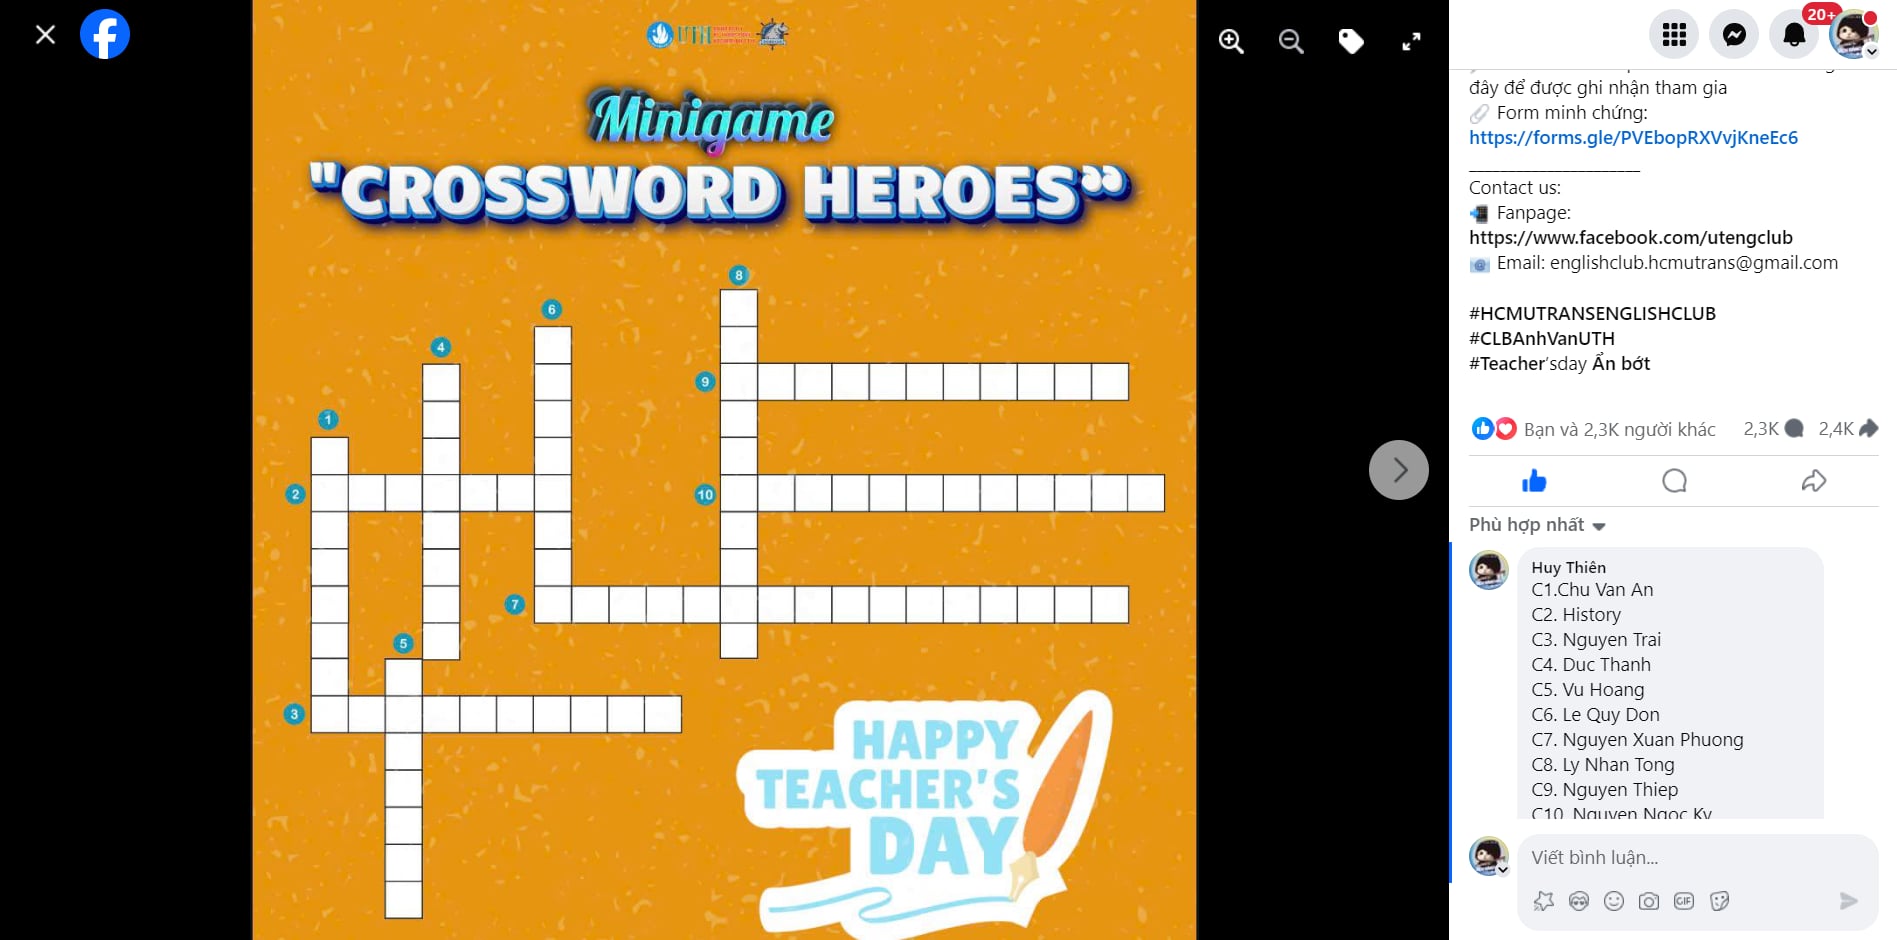 UTH
Minigame
"CROSSWORD HEROES”
8
6
4
9
1
2
10
7
5
3
HAPPY
TEACHER'S
DAY
20+
đây để được ghi nhận tham gia
Form minh chứng:
https://forms.gle/PVEbopRXVvjKneEc6
Contact us:
Fanpage:
https://www.facebook.com/utengclub
Email: englishclub.hcmutrans@gmail.com
#HCMUTRANSENGLISHCLUB
#CLBAnhVanUTH
#Teacher'sday Ẩn bớt
Bạn và 2,3K người khác 2,3K 2,4K
Phù hợp nhất
Huy Thiên
C1.Chu Van An
C2. History
C3. Nguyen Trai
C4. Duc Thanh
C5. Vu Hoang
C6. Le Quy Don
C7. Nguyen Xuan Phuong
C8. Ly Nhan Tong
C9. Nguyen Thiep
C10. Nguyen Ngoc Ky
Viết bình luận...
GIF